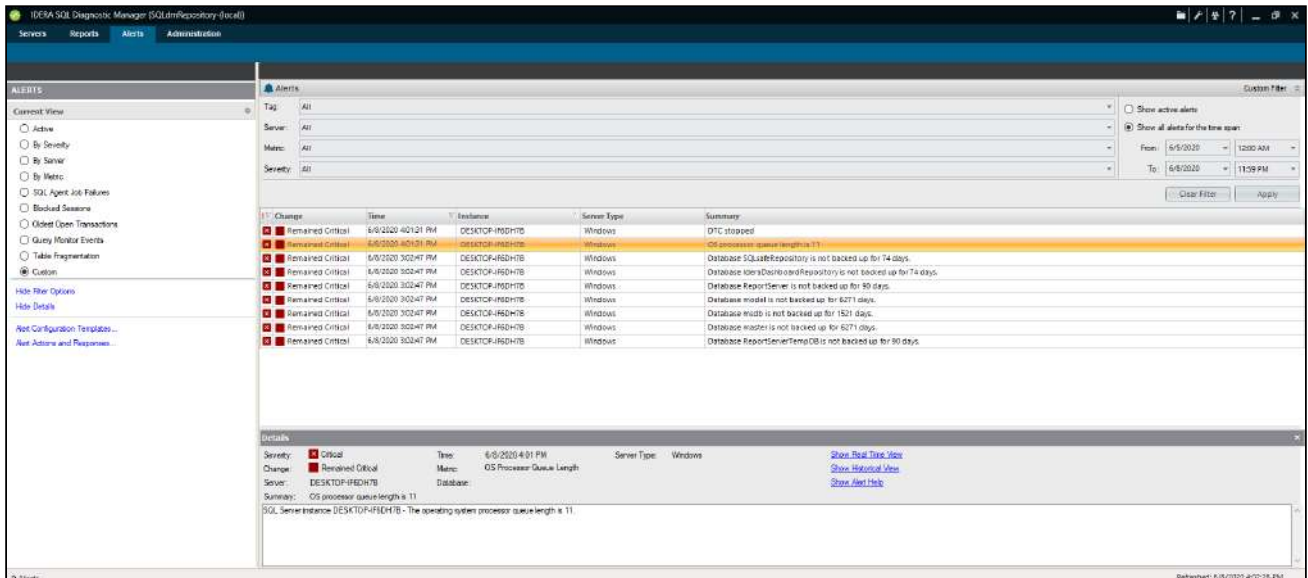 IDERA SQL Diagnostic Manager (SQLdmRepository-(local))
Servers Reports Alerts Administration
ALERTS
Current View
Active
By Severity
By Server
By Metric
SQL Agent Job Failures
Blocked Sessions
Oldest Open Transactions
Query Monitor Events
Table Fragmentation
Custom
Hide Filter Options
Hide Details
Alert Configuration Templates...
Alert Actions and Responses...
Alerts Custom Filter
Tag: All
Server: All
Metric: All
Severity: All
Show active alerts
Show all alerts for the time span:
From: 6/5/2020 12:00 AM
To: 6/8/2020 11:59 PM
Clear Filter Apply
Change Time Instance Server Type Summary
Remained Critical 6/8/2020 4:01:31 PM DESKTOP-IF6DH7B Windows DTC stopped
Remained Critical 6/8/2020 4:01:31 PM DESKTOP-IF6DH7B Windows OS processor queue length is 11
Remained Critical 6/8/2020 3:02:47 PM DESKTOP-IF6DH7B Windows Database SQLsafeRepository is not backed up for 74 days.
Remained Critical 6/8/2020 3:02:47 PM DESKTOP-IF6DH7B Windows Database IderaDashboardRepository is not backed up for 74 days.
Remained Critical 6/8/2020 3:02:47 PM DESKTOP-IF6DH7B Windows Database ReportServer is not backed up for 90 days.
Remained Critical 6/8/2020 3:02:47 PM DESKTOP-IF6DH7B Windows Database model is not backed up for 6271 days.
Remained Critical 6/8/2020 3:02:47 PM DESKTOP-IF6DH7B Windows Database msdb is not backed up for 1521 days.
Remained Critical 6/8/2020 3:02:47 PM DESKTOP-IF6DH7B Windows Database master is not backed up for 6271 days.
Remained Critical 6/8/2020 3:02:47 PM DESKTOP-IF6DH7B Windows Database ReportServerTempDB is not backed up for 90 days.
Details
Severity: Critical Time: 6/8/2020 4:01 PM Server Type: Windows Show Real Time View
Change: Remained Critical Metric: OS Processor Queue Length Show Historical View
Server: DESKTOP-IF6DH7B Database: Show Alert Help
Summary: OS processor queue length is 11
SQL Server instance DESKTOP-IF6DH7B - The operating system processor queue length is 11.
Alerts Refreshed: 6/8/2020 4:02:28 PM